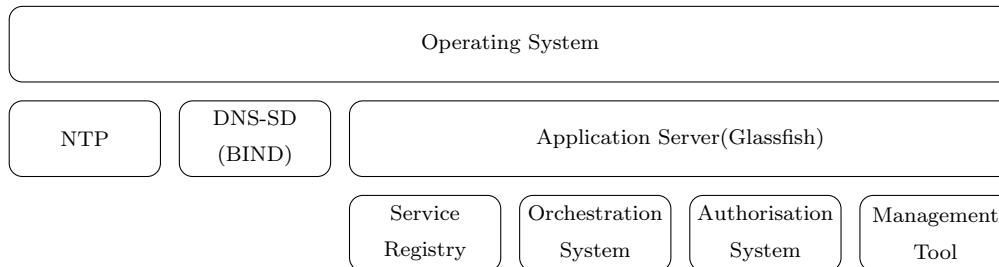 Operating System
NTP
DNS-SD
(BIND)
Application Server(Glassfish)
Service
Registry
Orchestration
System
Authorisation
System
Management
Tool